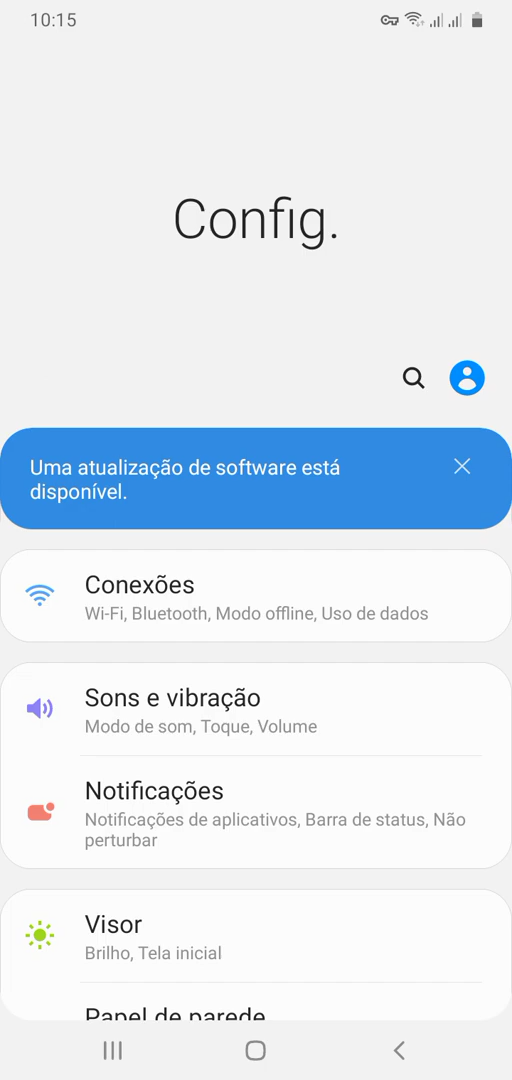 10:15
Config.
Uma atualização de software está
disponível.
Conexões
Wi-Fi, Bluetooth, Modo offline, Uso de dados
Sons e vibração
Modo de som, Toque, Volume
Notificações
Notificações de aplicativos, Barra de status, Não
perturbar
Visor
Brilho, Tela inicial
Papel de parede